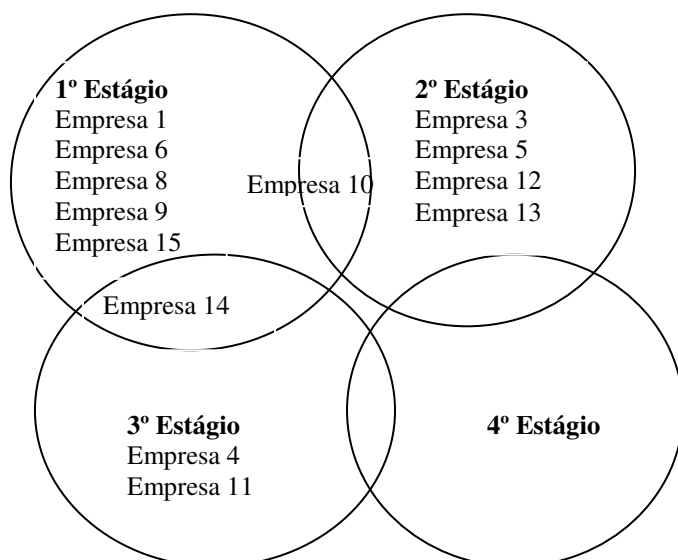 1º Estágio
Empresa 1
Empresa 6
Empresa 8
Empresa 9
Empresa 15
Empresa 10
2º Estágio
Empresa 3
Empresa 5
Empresa 12
Empresa 13
Empresa 14
3º Estágio
Empresa 4
Empresa 11
4º Estágio